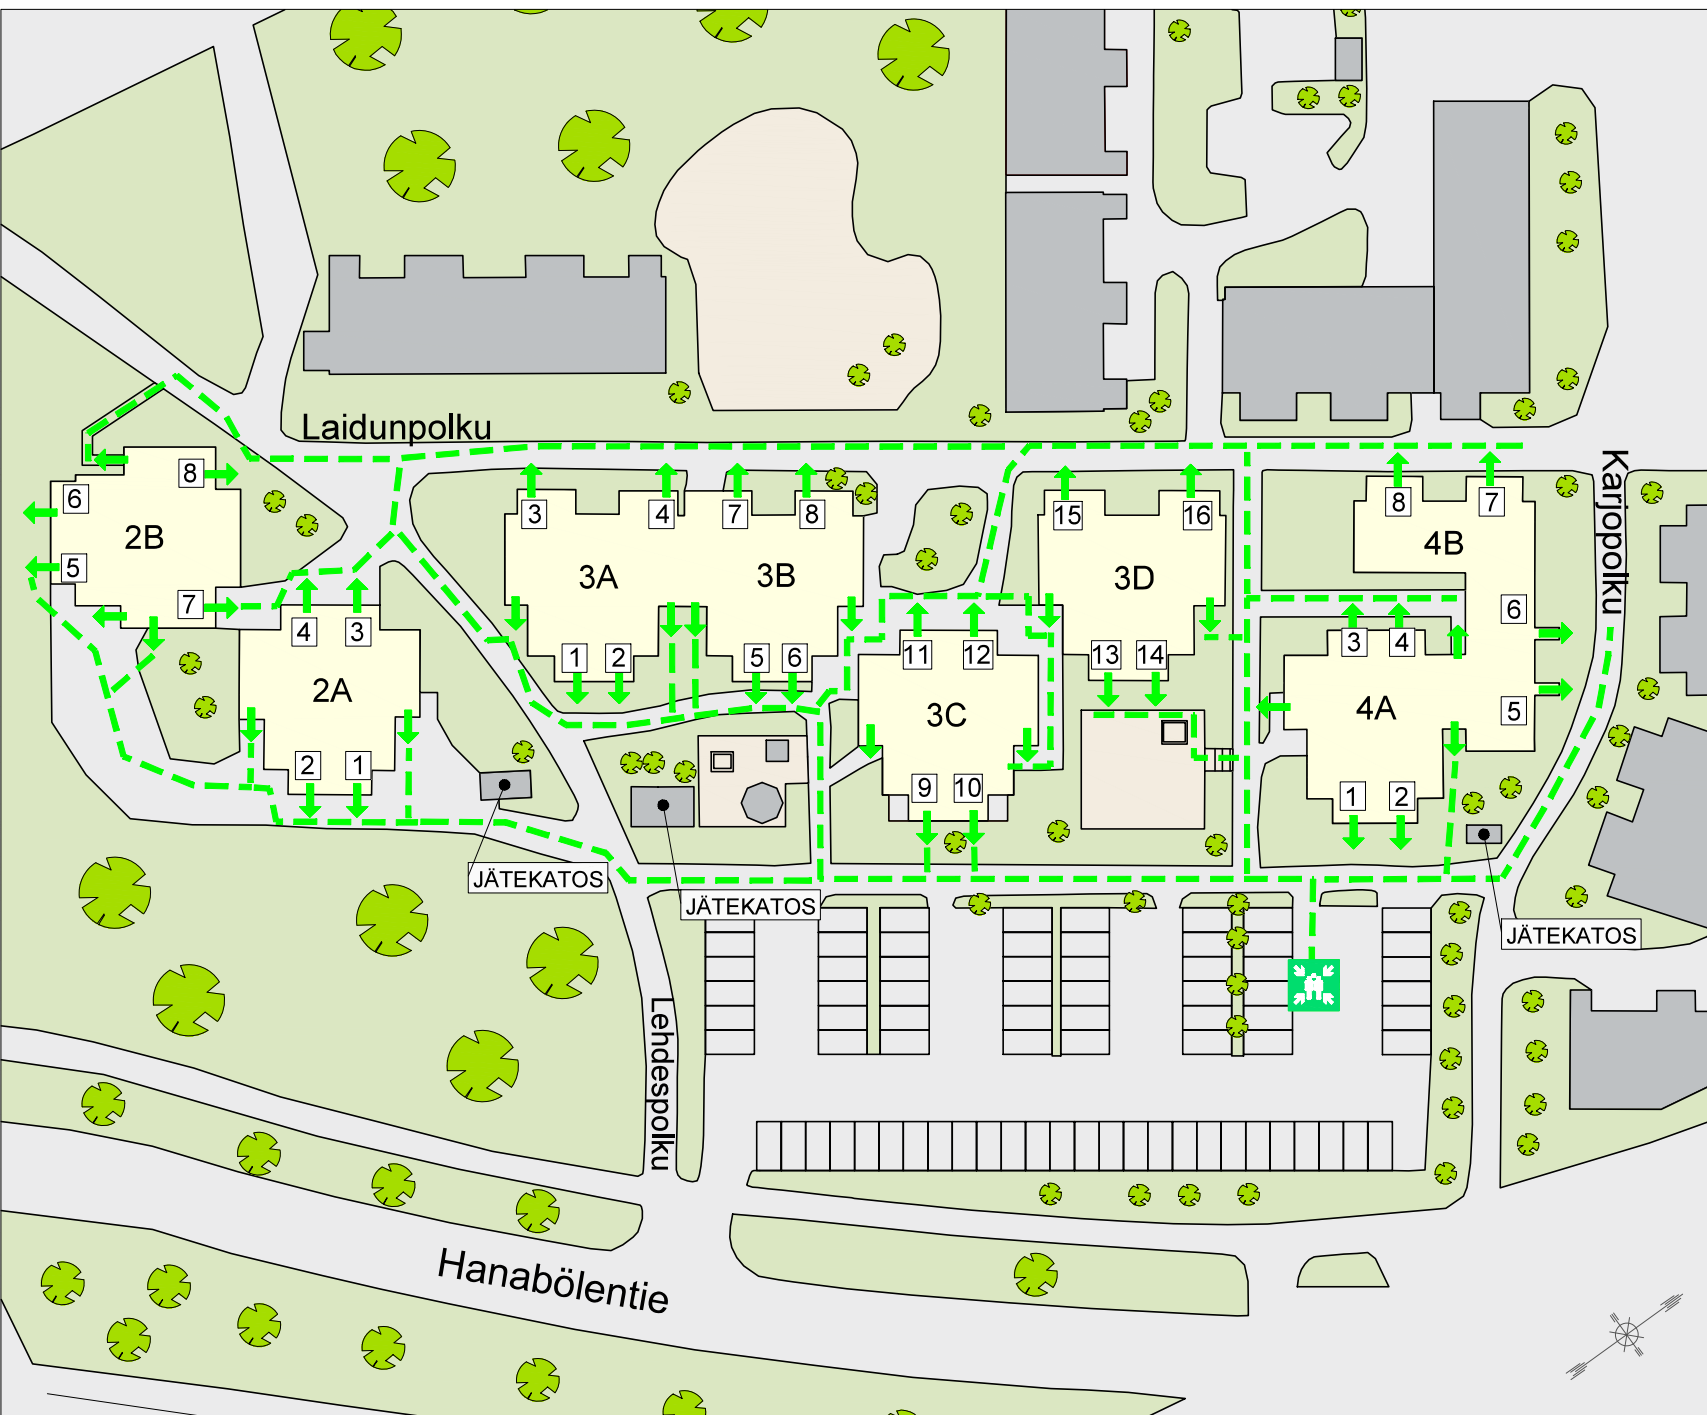 Laidunpolku
Karjopolku
8
6
2B
5
7
4
3
2A
2
1
3
4
7
8
3A
3B
1
2
5
6
15
16
3D
13
14
11
12
3C
9
10
8
7
4B
6
3
4
4A
5
1
2
JÄTEKATOS
JÄTEKATOS
JÄTEKATOS
Lehdespolku
Hanabölentie